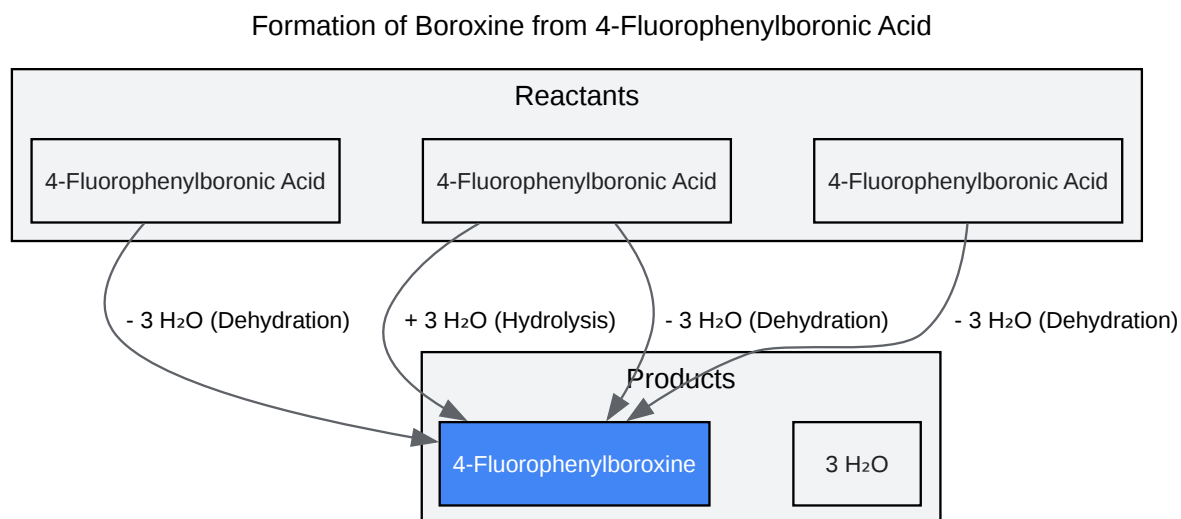 Formation of Boroxine from 4-Fluorophenylboronic Acid
Reactants
4-Fluorophenylboronic Acid
4-Fluorophenylboronic Acid
4-Fluorophenylboronic Acid
- 3 H₂O (Dehydration)
+ 3 H₂O (Hydrolysis)
- 3 H₂O (Dehydration)
- 3 H₂O (Dehydration)
Products
4-Fluorophenylboroxine
3 H₂O